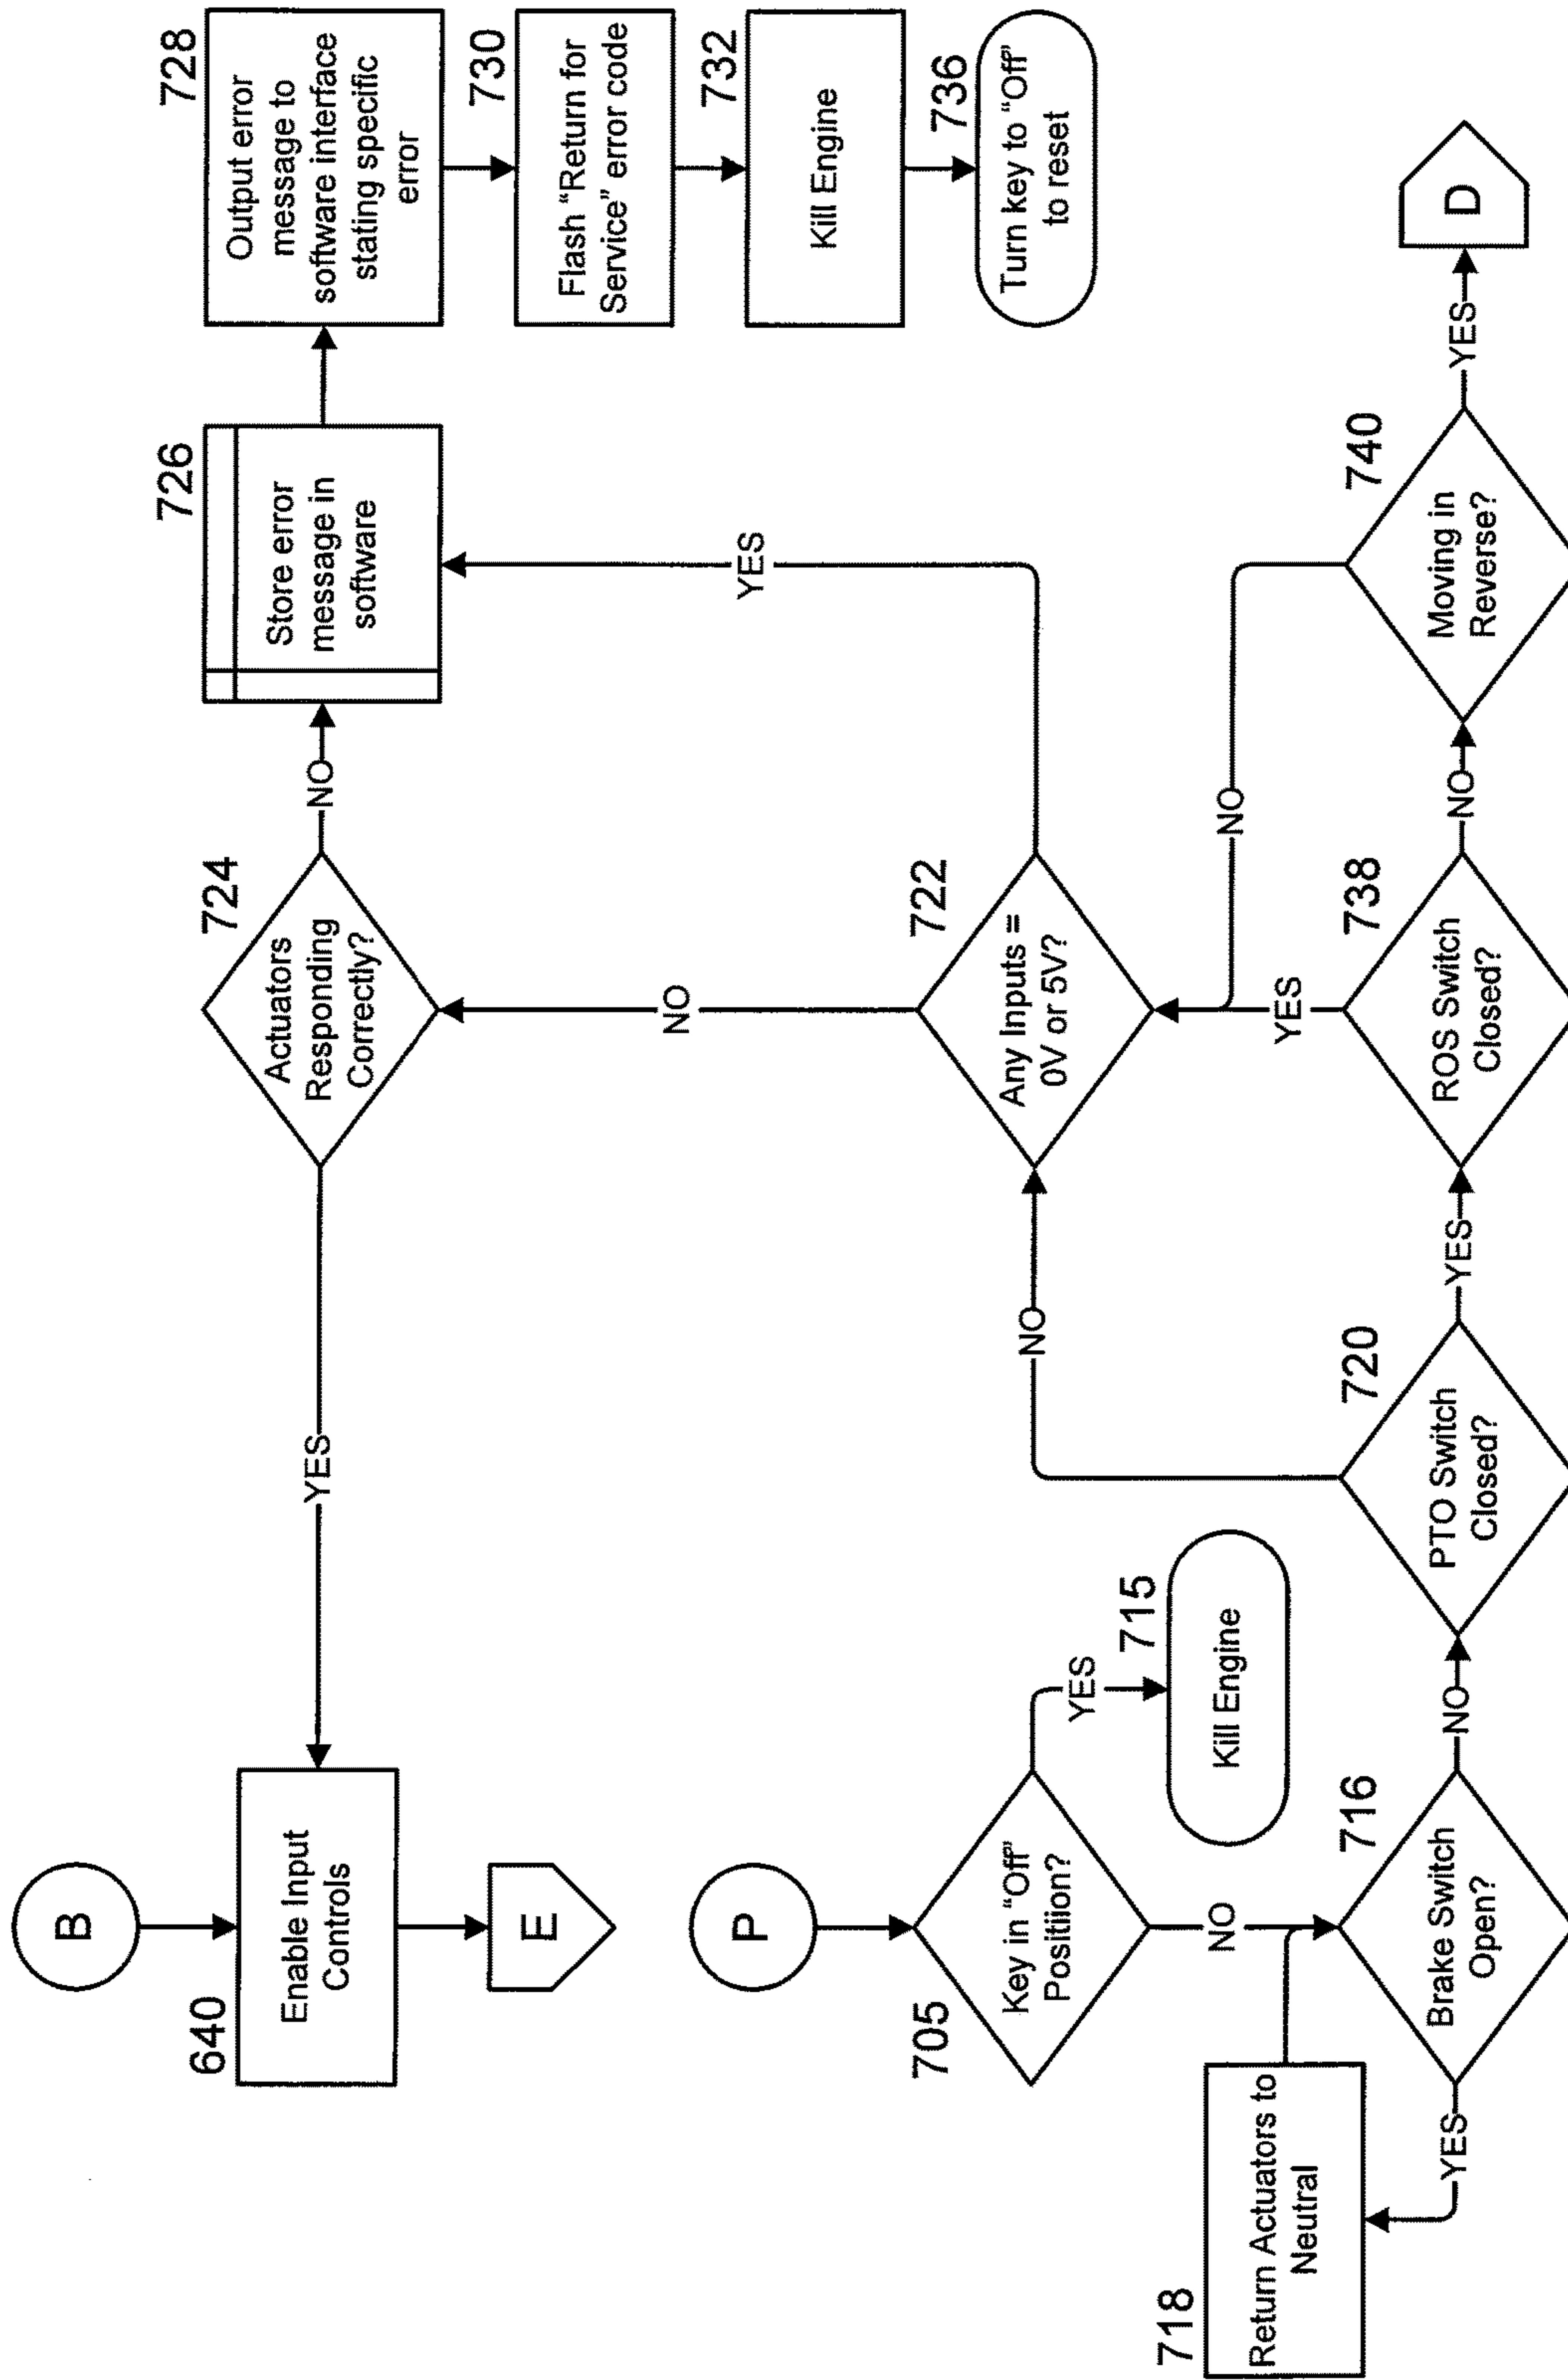 B
640
Enable Input
Controls
E
YES
724
Actuators
Responding
Correctly?
NO
726
Store error
message in
software
728
Output error
message to
software interface
stating specific
error
730
Flash “Return for
Service” error code
732
Kill Engine
736
Turn key to “Off”
to reset
P
705
Key in “Off”
Positiion?
YES
715
Kill Engine
NO
716
Brake Switch
Open?
YES
718
Return Actuators to
Neutral
NO
720
PTO Switch
Closed?
NO
YES
722
Any Inputs =
0V or 5V?
NO
YES
738
ROS Switch
Closed?
YES
NO
740
Moving in
Reverse?
NO
YES
D